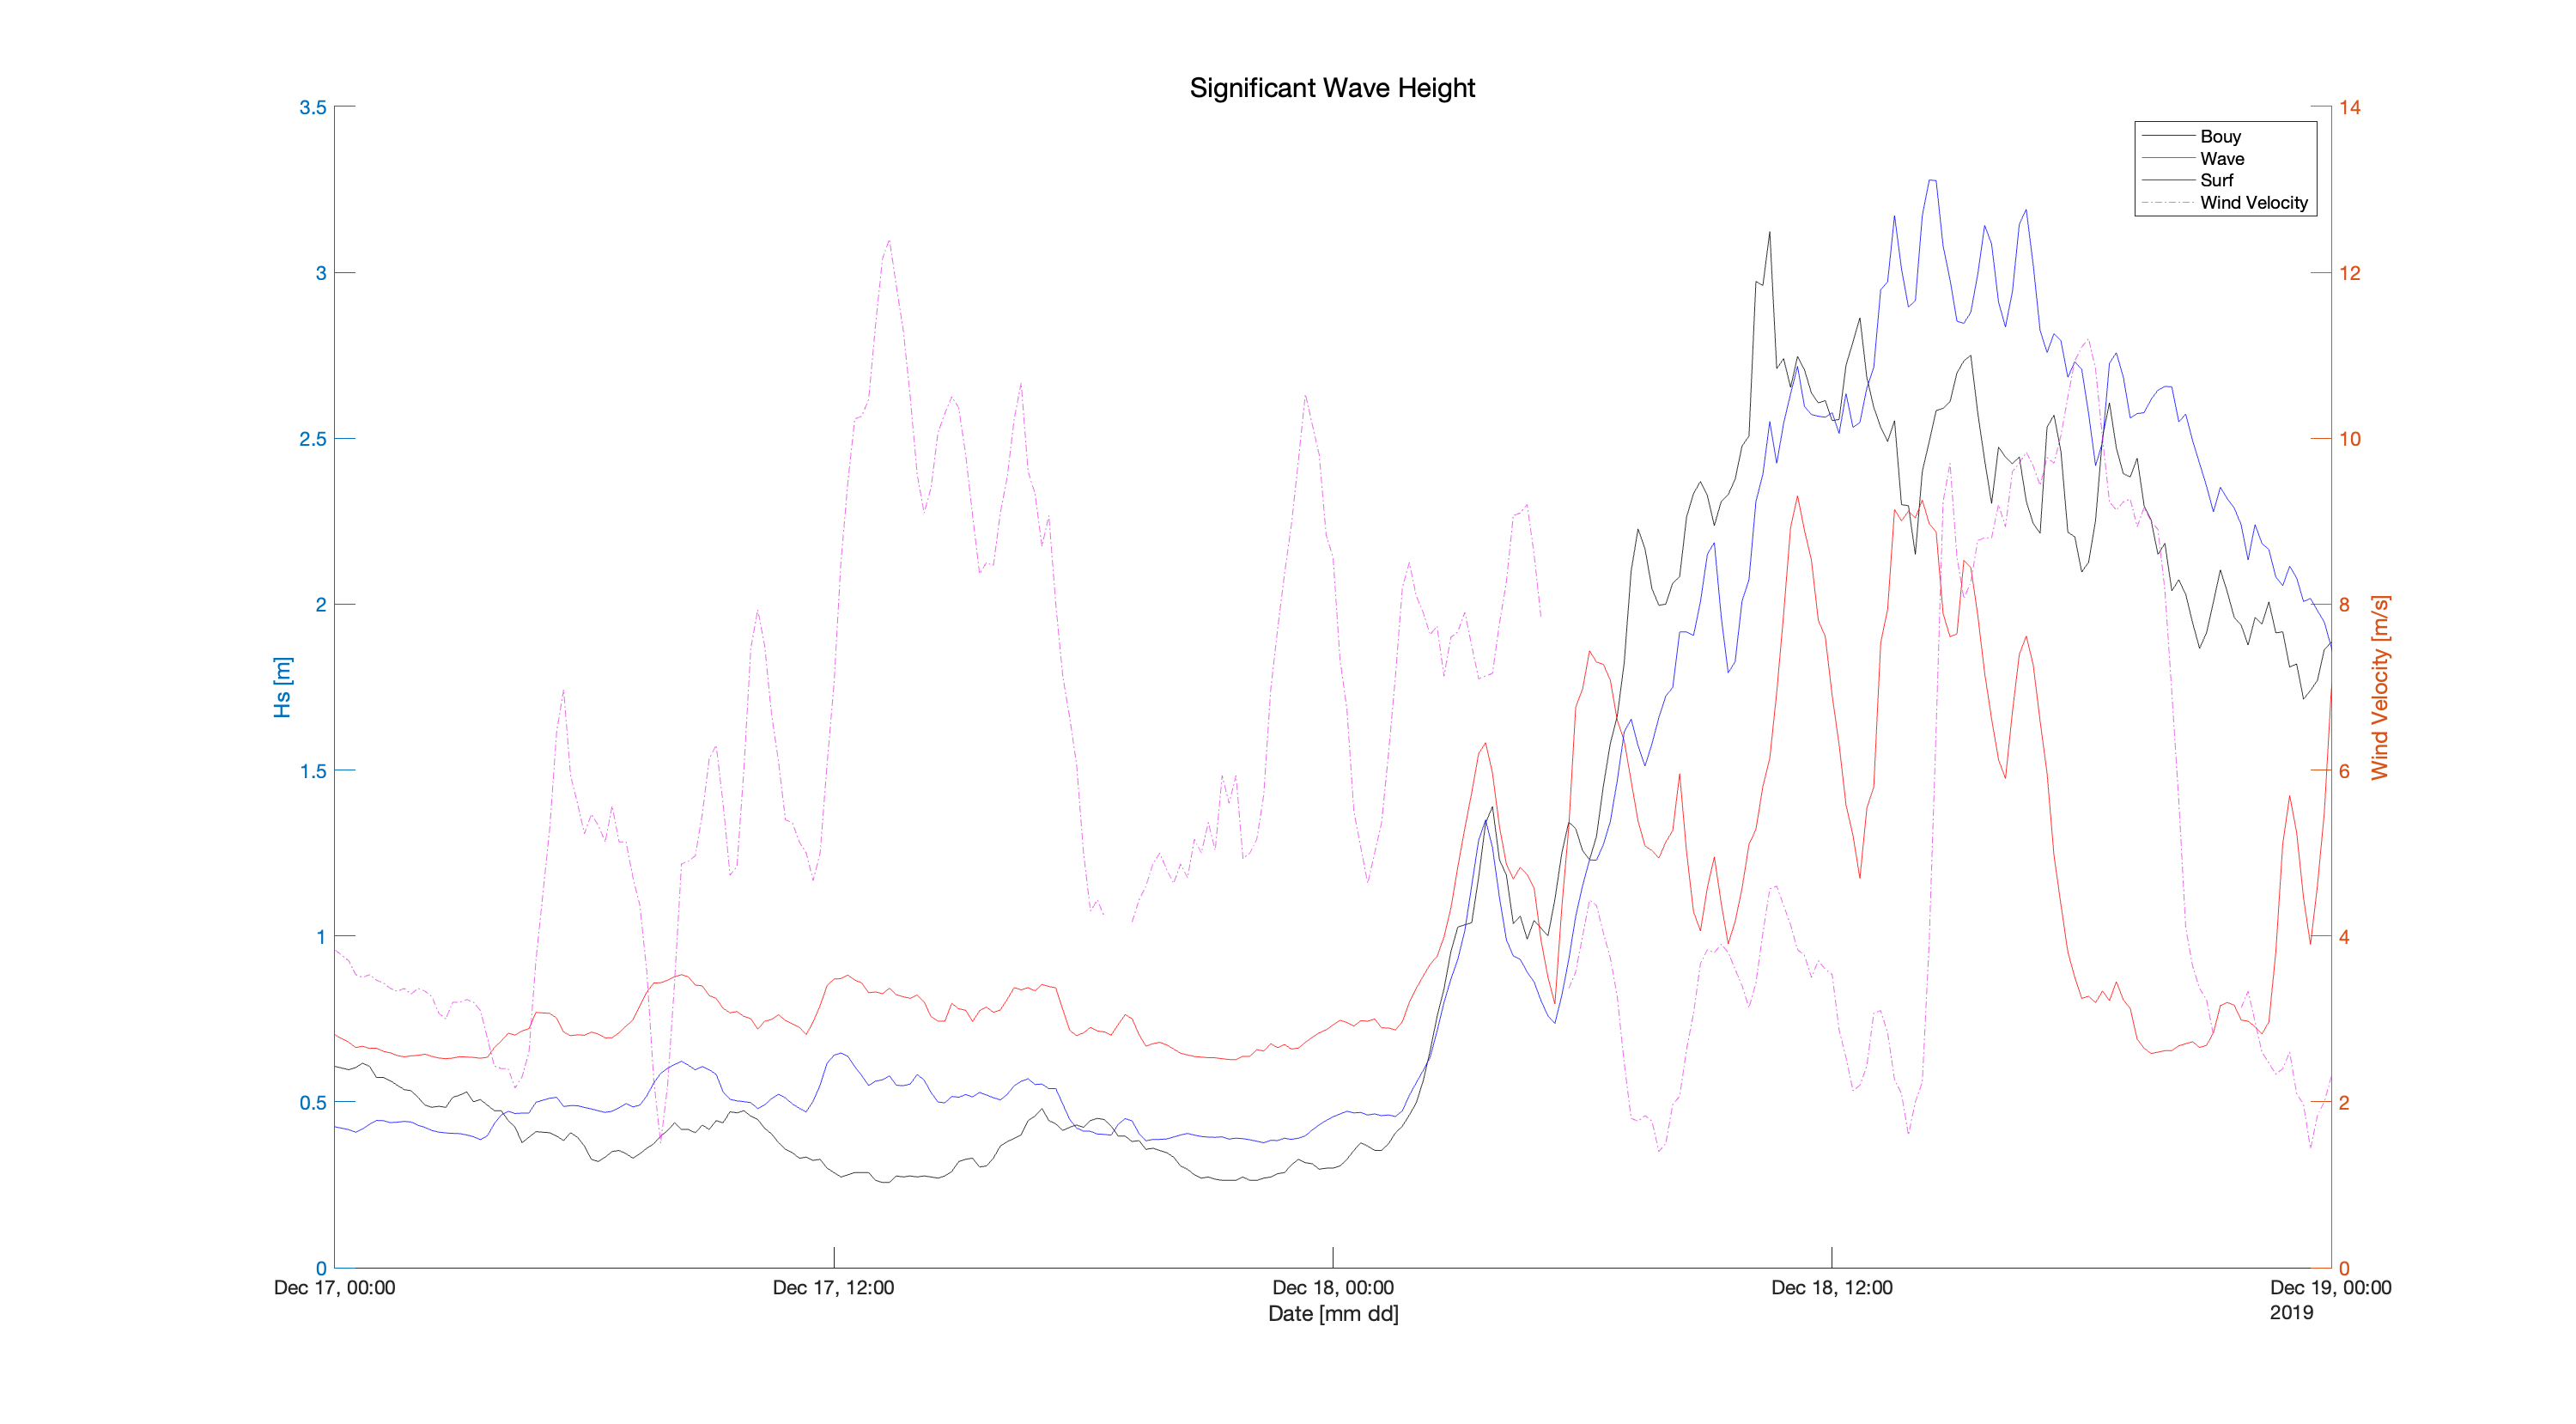 Significant Wave Height
3.5
3
2.5
2
1.5
1
0.5
0
Hs [m]
14
12
10
8
6
4
2
0
Wind Velocity [m/s]
Bouy
Wave
Surf
Wind Velocity
Dec 17, 00:00
Dec 17, 12:00
Dec 18, 00:00
Dec 18, 12:00
Dec 19, 00:00
2019
Date [mm dd]